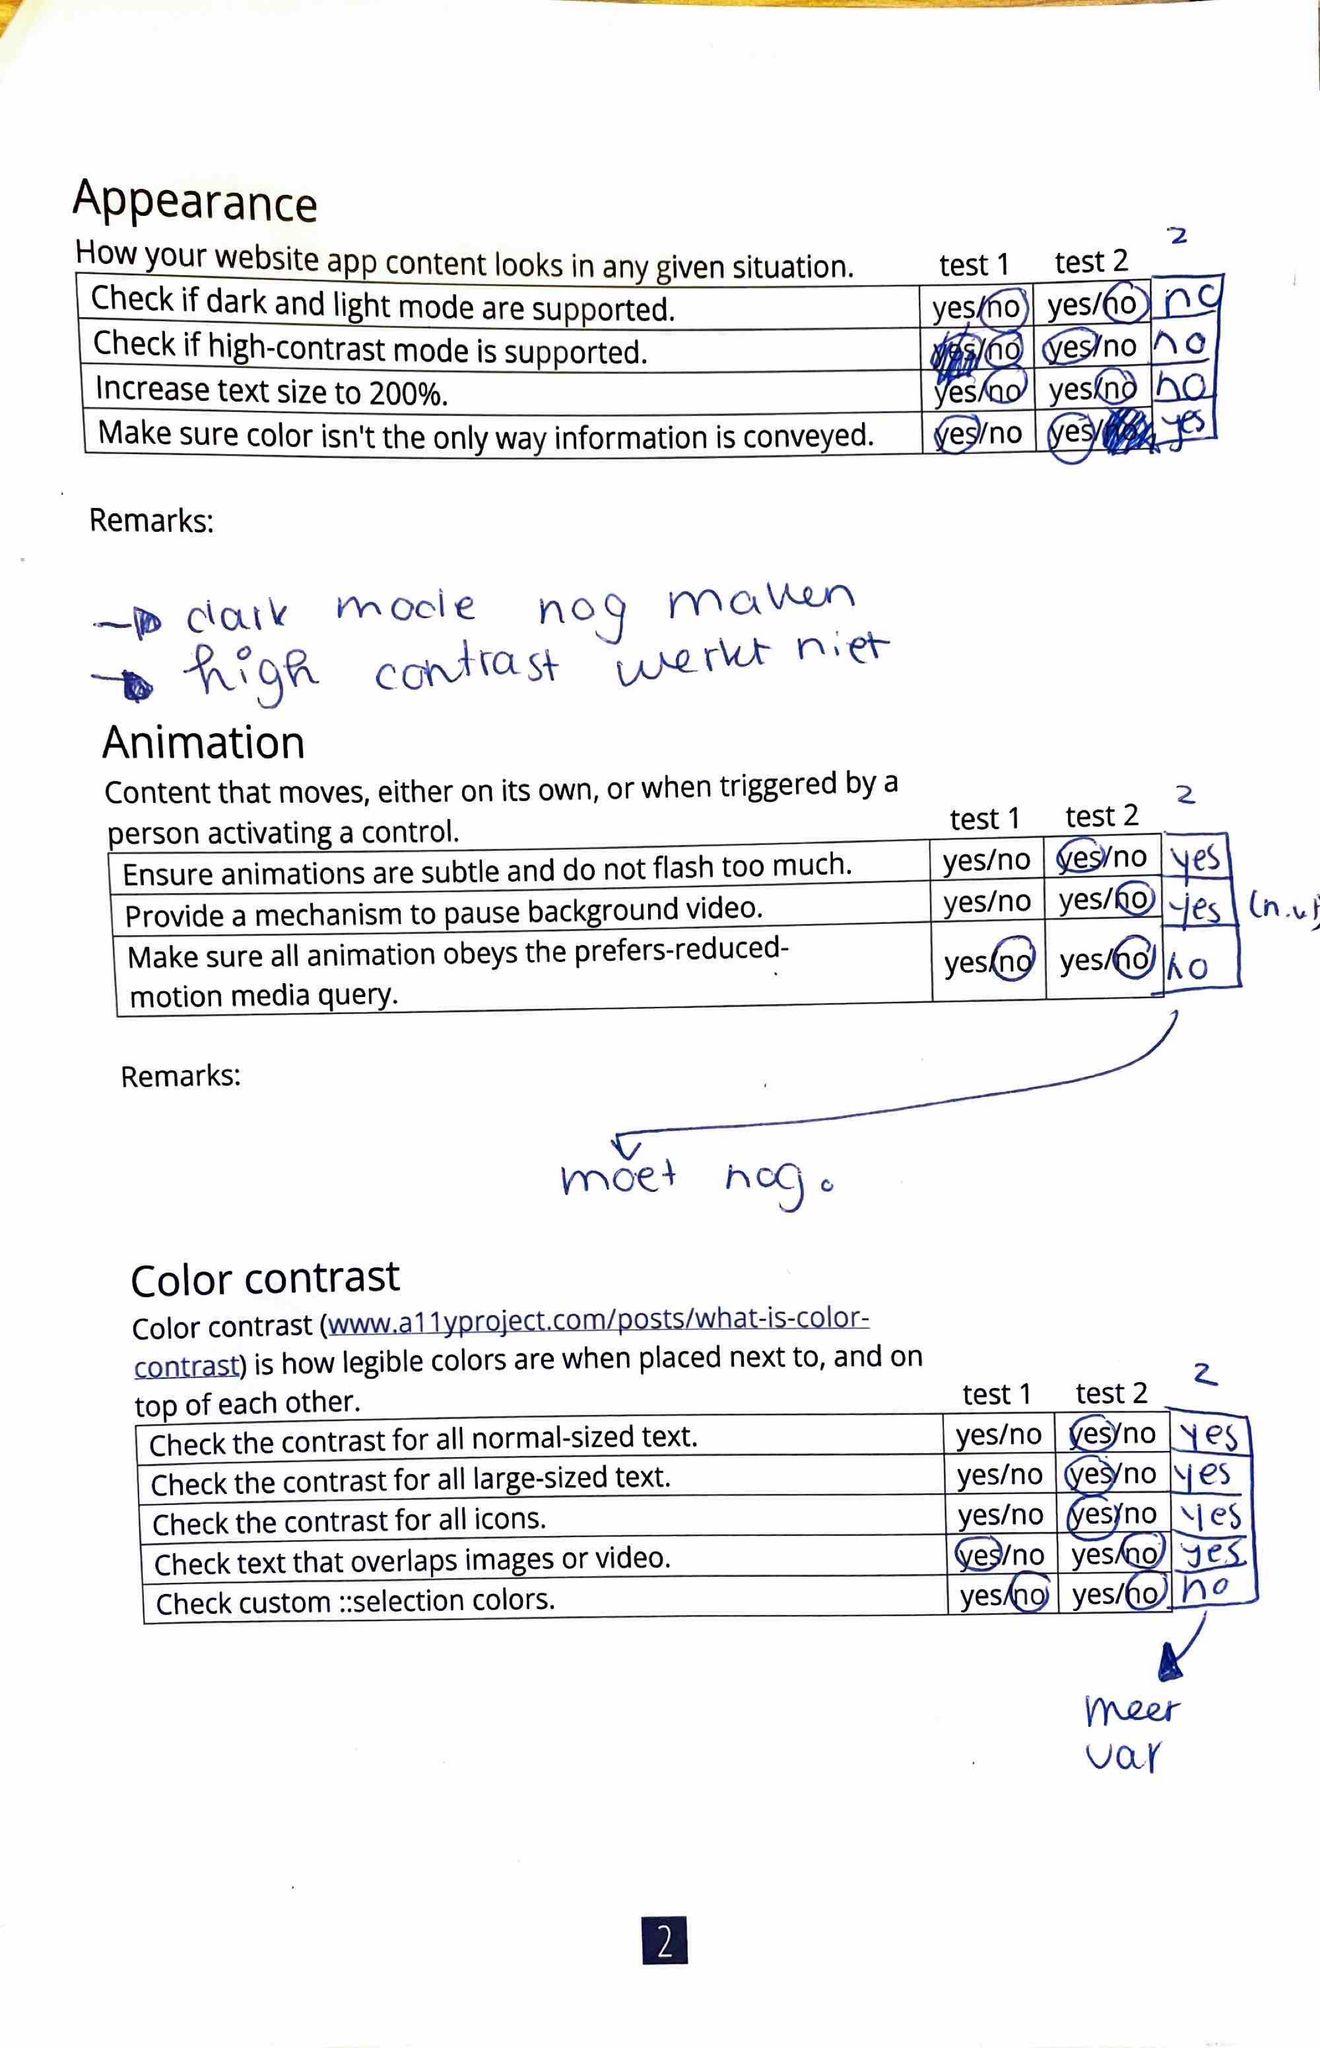 Appearance
2
How your website app content looks in any given situation. test 1 test 2
Check if dark and light mode are supported. yes/no yes/no no
Check if high-contrast mode is supported. yes/no yes/no no
Increase text size to 200%. yes/no yes/no no
Make sure color isn't the only way information is conveyed. yes/no yes/ yes
Remarks:
dark mode nog maken
high contrast werkt niet
Animation
Content that moves, either on its own, or when triggered by a 2
person activating a control. test 1 test 2
Ensure animations are subtle and do not flash too much. yes/no yes/no yes
Provide a mechanism to pause background video. yes/no yes/no yes
Make sure all animation obeys the prefers-reduced- yes/no yes/no no
motion media query.
Remarks:
moet nog.
Color contrast
Color contrast (www.a11yproject.com/posts/what-is-color-
contrast) is how legible colors are when placed next to, and on 2
top of each other. test 1 test 2
Check the contrast for all normal-sized text. yes/no yes/no yes
Check the contrast for all large-sized text. yes/no yes/no yes
Check the contrast for all icons. yes/no yes/no yes
Check text that overlaps images or video. yes/no yes/no yes
Check custom ::selection colors. yes/no yes/no no
meer
var
2